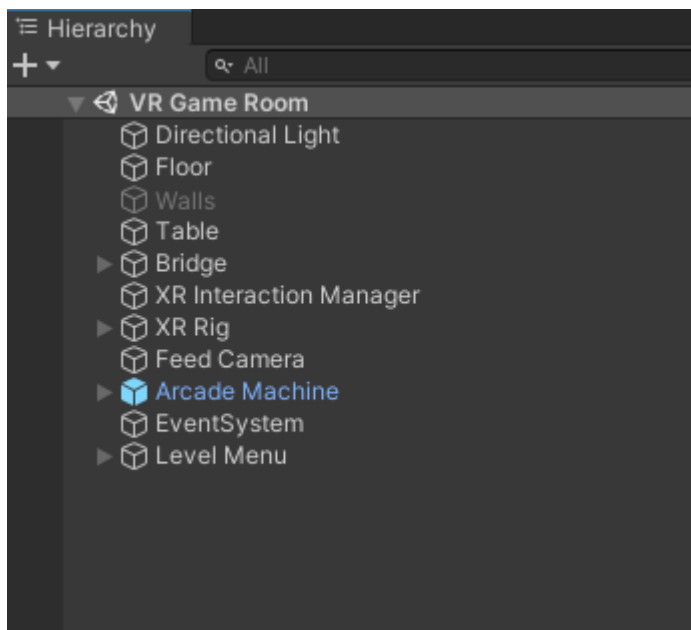 Hierarchy
All
VR Game Room
Directional Light
Floor
Walls
Table
Bridge
XR Interaction Manager
XR Rig
Feed Camera
Arcade Machine
EventSystem
Level Menu